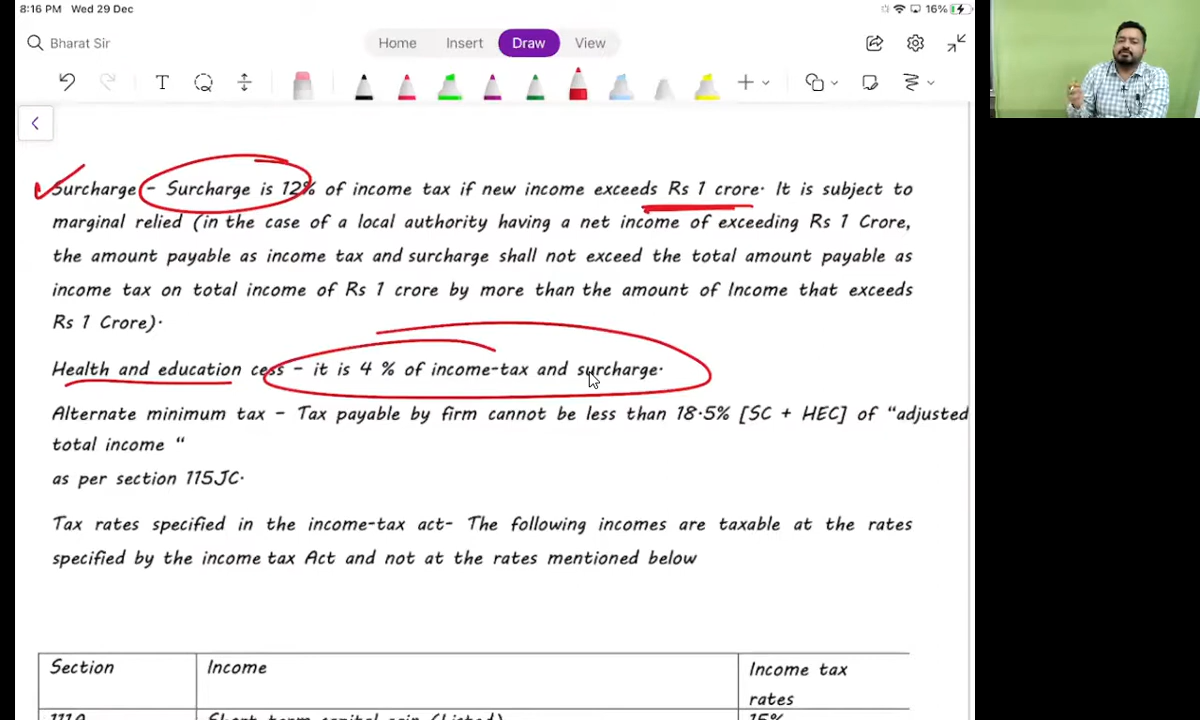 8:16 PM Wed 29 Dec
16%
Bharat Sir
Home Insert Draw View
T
Surcharge - Surcharge is 12% of income tax if new income exceeds Rs 1 crore. It is subject to
marginal relied (in the case of a local authority having a net income of exceeding Rs 1 Crore,
the amount payable as income tax and surcharge shall not exceed the total amount payable as
income tax on total income of Rs 1 crore by more than the amount of Income that exceeds
Rs 1 Crore).
Health and education cess - it is 4 % of income-tax and surcharge.
Alternate minimum tax - Tax payable by firm cannot be less than 18.5% [SC + HEC] of "adjusted
total income "
as per section 115JC.
Tax rates specified in the income-tax act- The following incomes are taxable at the rates
specified by the income tax Act and not at the rates mentioned below
Section Income Income tax
rates
111A Short term capital gain (Listed) 15%